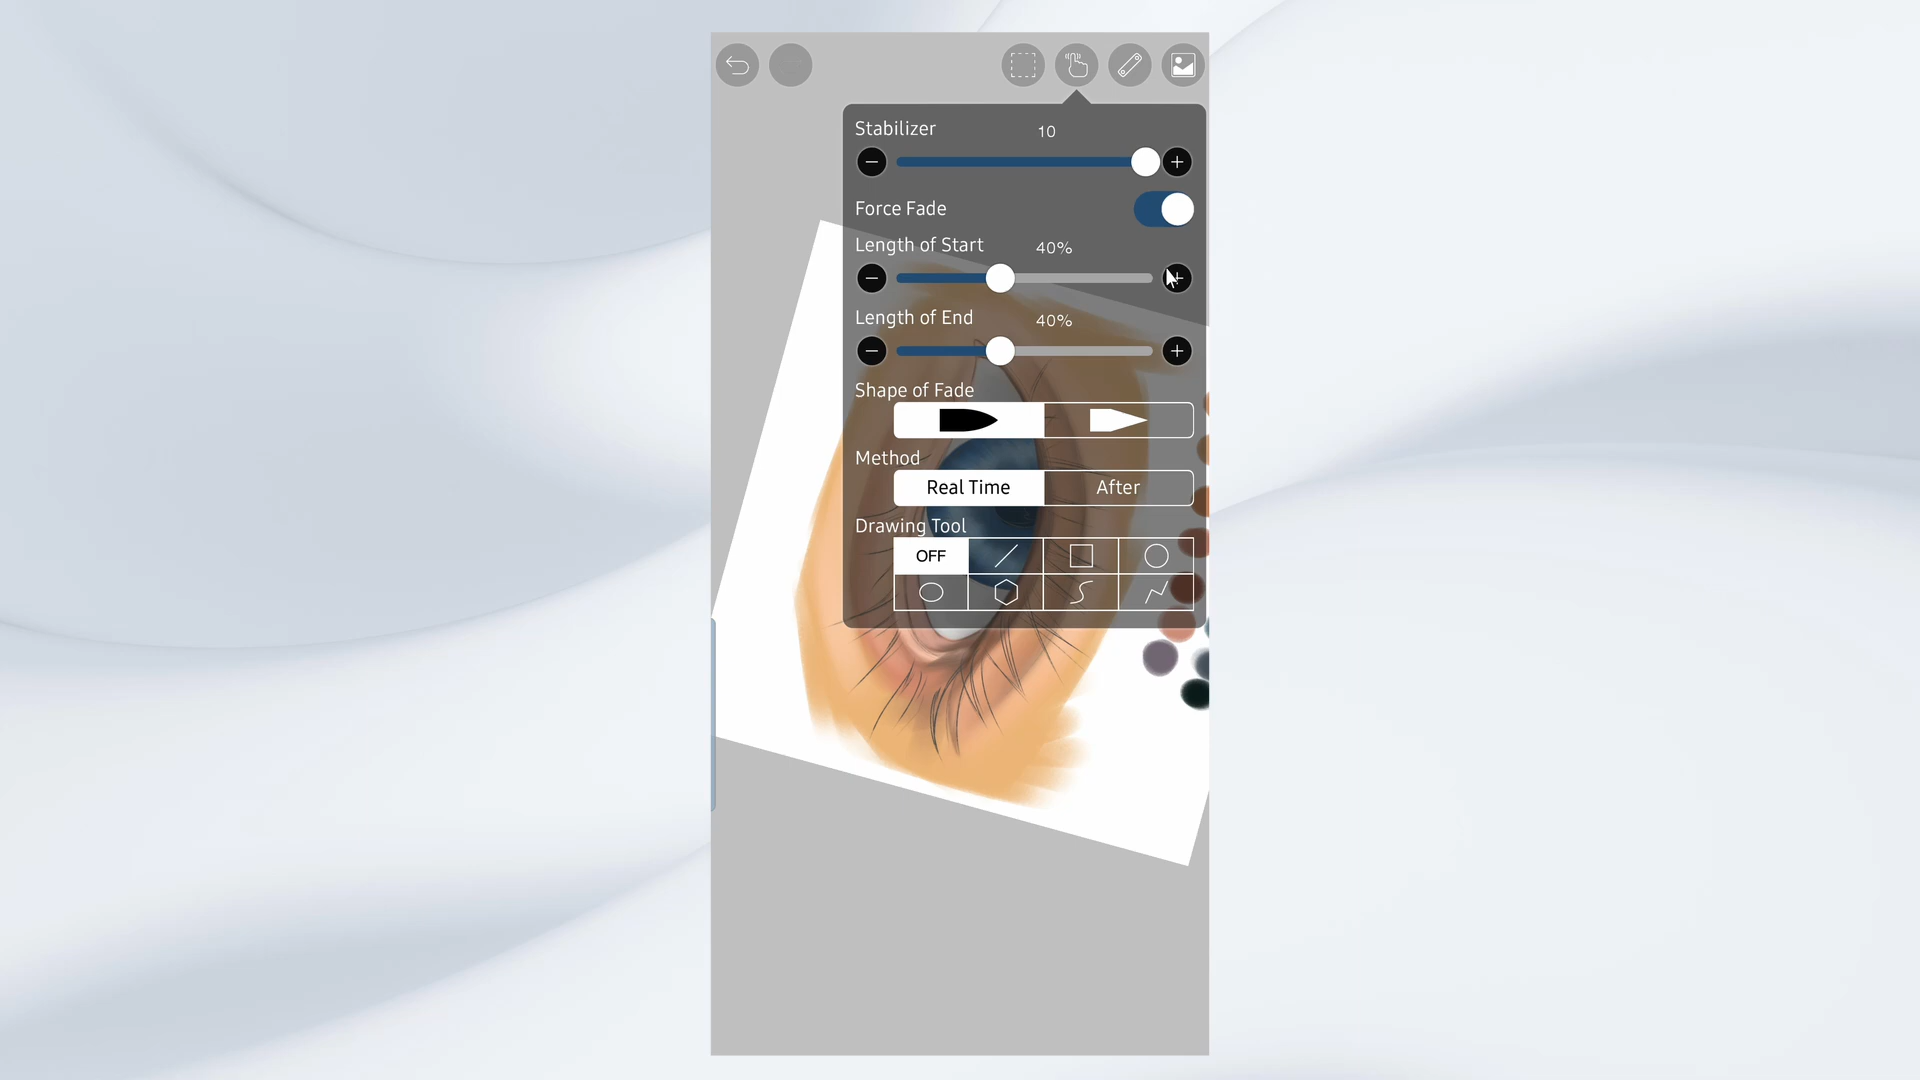 Stabilizer 10
Force Fade
Length of Start 40%
Length of End 40%
Shape of Fade
Method
Real Time After
Drawing Tool
OFF